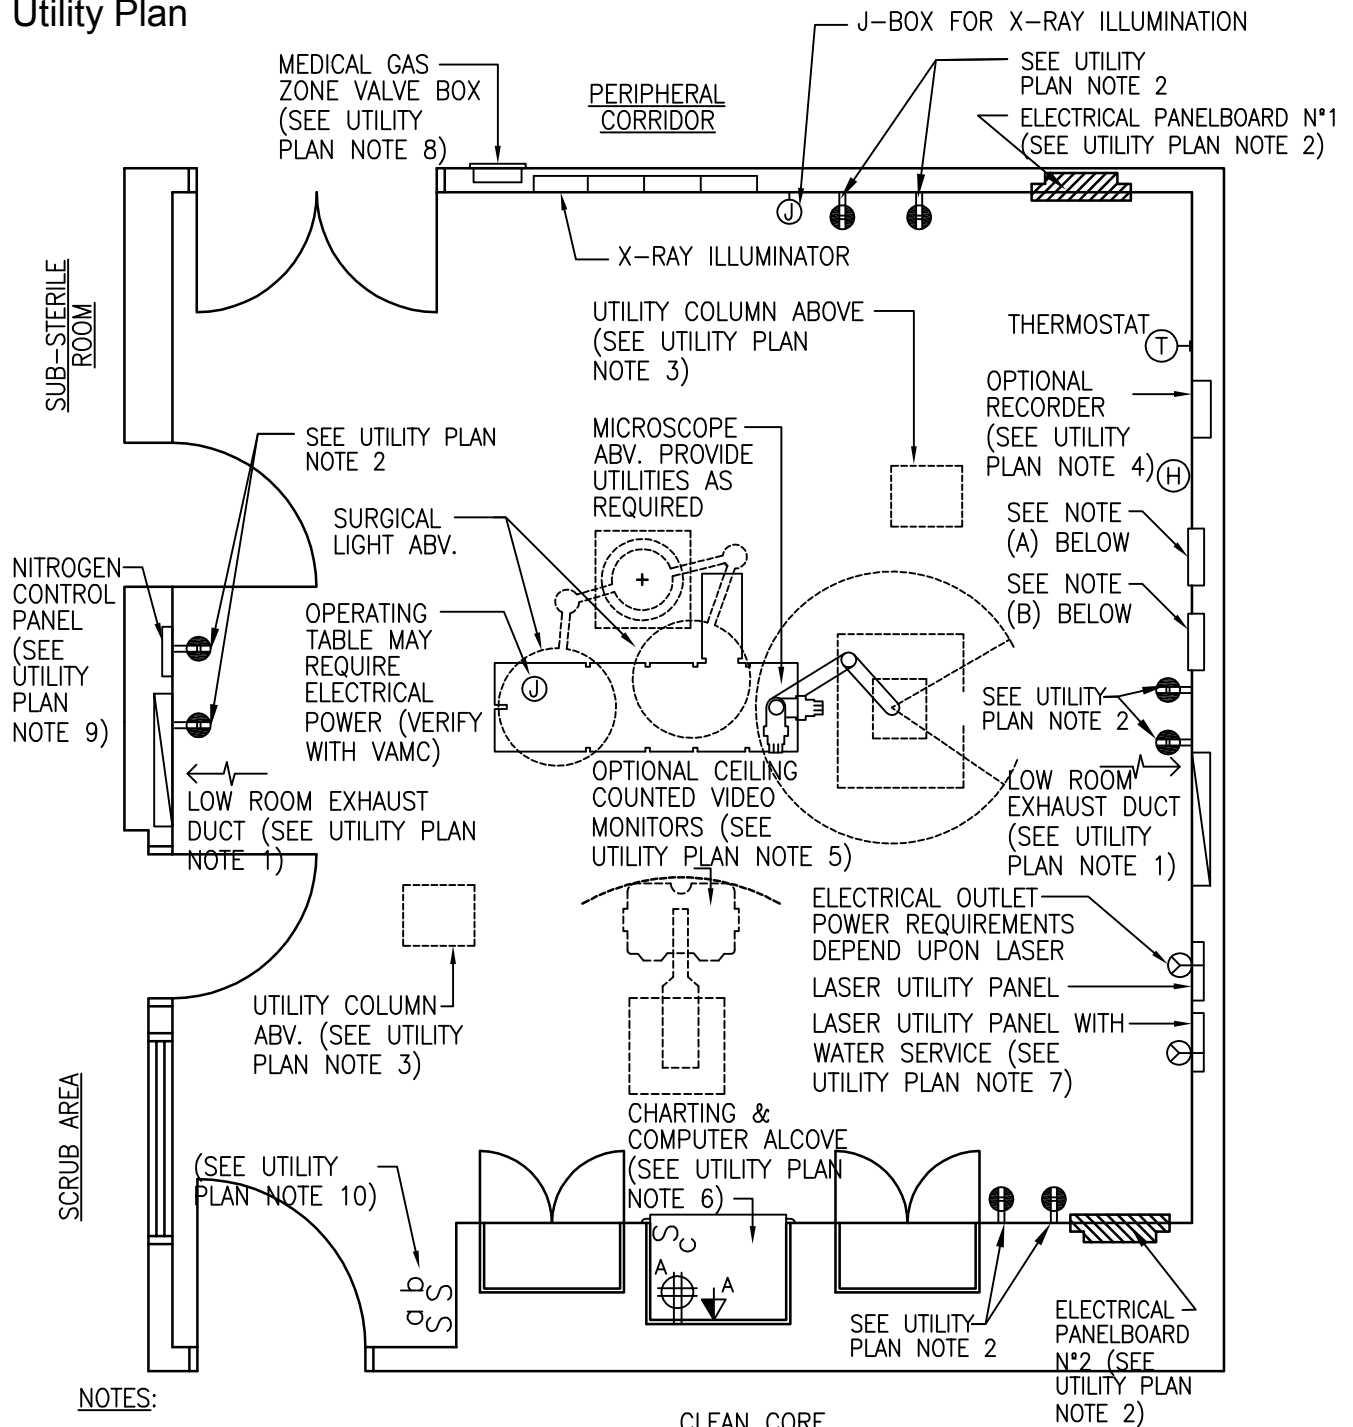 Utility Plan
J-BOX FOR X-RAY ILLUMINATION
MEDICAL GAS
ZONE VALVE BOX
(SEE UTILITY
PLAN NOTE 8)
PERIPHERAL
CORRIDOR
SEE UTILITY
PLAN NOTE 2
ELECTRICAL PANELBOARD N°1
(SEE UTILITY PLAN NOTE 2)
J
X-RAY ILLUMINATOR
SUB-STERILE
ROOM
UTILITY COLUMN ABOVE
(SEE UTILITY PLAN
NOTE 3)
THERMOSTAT
T
OPTIONAL
RECORDER
(SEE UTILITY
PLAN NOTE 4)
H
SEE UTILITY PLAN
NOTE 2
MICROSCOPE
ABV. PROVIDE
UTILITIES AS
REQUIRED
SURGICAL
LIGHT ABV.
SEE NOTE
(A) BELOW
SEE NOTE
(B) BELOW
NITROGEN
CONTROL
PANEL
(SEE
UTILITY
PLAN
NOTE 9)
OPERATING
TABLE MAY
REQUIRE
ELECTRICAL
POWER (VERIFY
WITH VAMC)
J
SEE UTILITY
PLAN NOTE 2
LOW ROOM EXHAUST
DUCT (SEE UTILITY PLAN
NOTE 1)
OPTIONAL CEILING
COUNTED VIDEO
MONITORS (SEE
UTILITY PLAN NOTE 5)
LOW ROOM
EXHAUST DUCT
(SEE UTILITY
PLAN NOTE 1)
ELECTRICAL OUTLET
POWER REQUIREMENTS
DEPEND UPON LASER
LASER UTILITY PANEL
LASER UTILITY PANEL WITH
WATER SERVICE (SEE
UTILITY PLAN NOTE 7)
UTILITY COLUMN
ABV. (SEE UTILITY
PLAN NOTE 3)
SCRUB AREA
CHARTING &
COMPUTER ALCOVE
(SEE UTILITY PLAN
NOTE 6)
(SEE UTILITY
PLAN NOTE 10)
S
c
A
A
b
S
a
S
SEE UTILITY
PLAN NOTE 2
ELECTRICAL
PANELBOARD
N°2 (SEE
UTILITY PLAN
NOTE 2)
NOTES:
CLEAN CORE